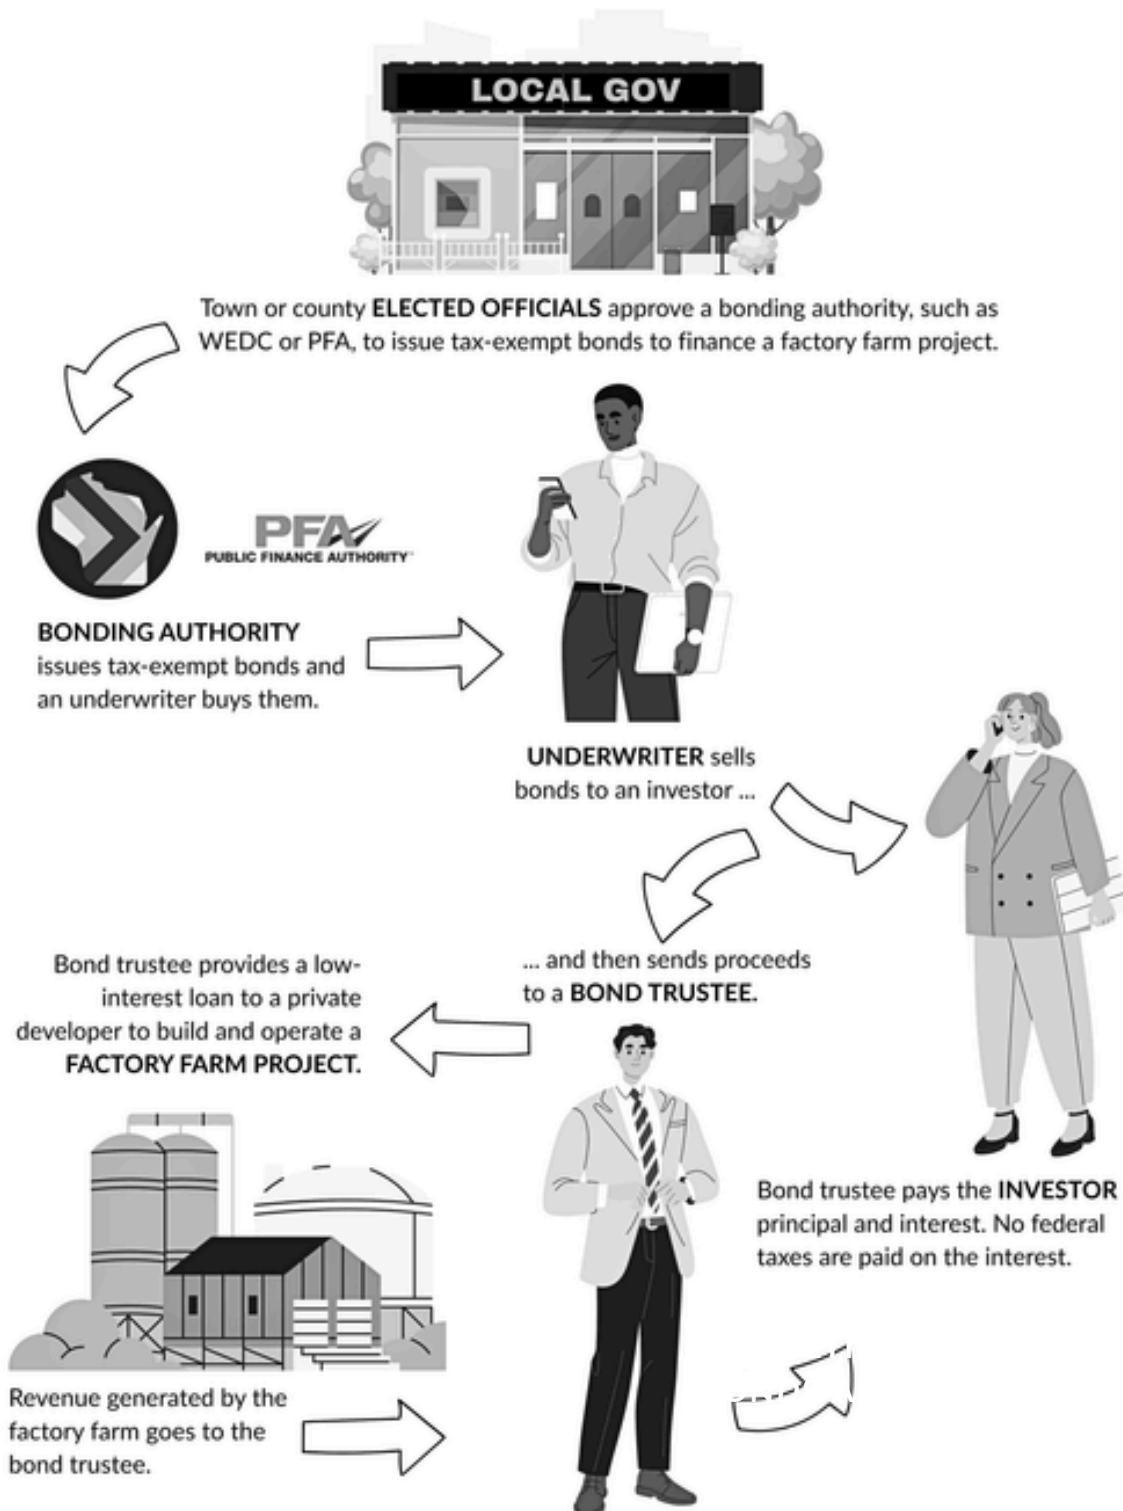 LOCAL GOV
Town or county ELECTED OFFICIALS approve a bonding authority, such as
WEDC or PFA, to issue tax-exempt bonds to finance a factory farm project.
PFA
PUBLIC FINANCE AUTHORITY
BONDING AUTHORITY
issues tax-exempt bonds and
an underwriter buys them.
UNDERWRITER sells
bonds to an investor ...
... and then sends proceeds
to a BOND TRUSTEE.
Bond trustee provides a low-
interest loan to a private
developer to build and operate a
FACTORY FARM PROJECT.
Bond trustee pays the INVESTOR
principal and interest. No federal
taxes are paid on the interest.
Revenue generated by the
factory farm goes to the
bond trustee.